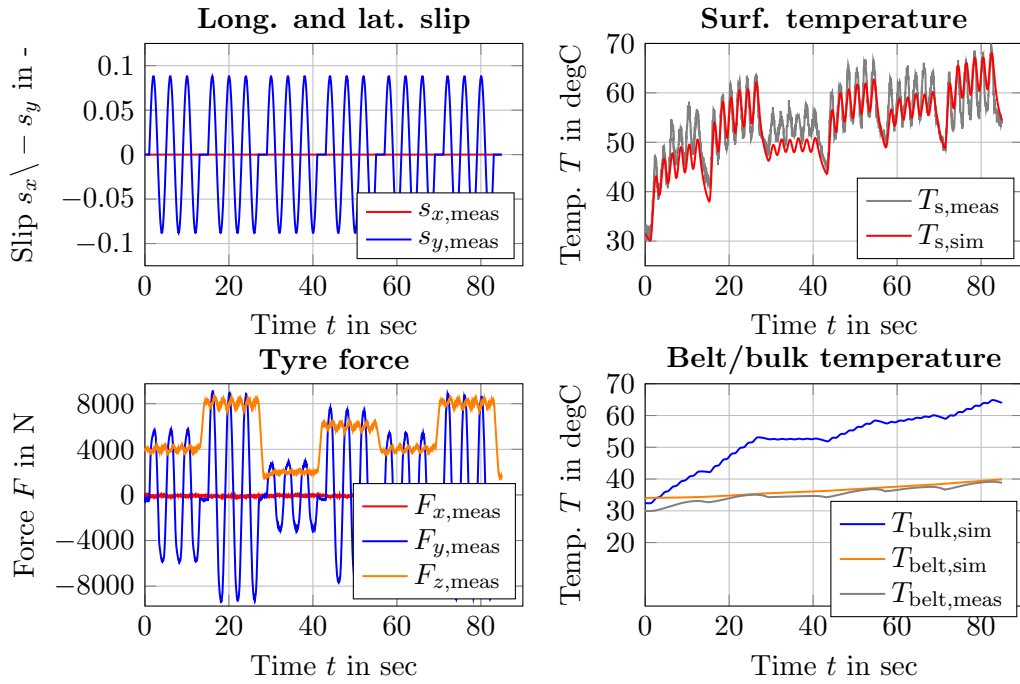 Long. and lat. slip
Slip s_x\ − s_y in -
0.1
0.05
0
−0.05
−0.1
0 20 40 60 80
Time t in sec
s_x,meas
s_y,meas
Surf. temperature
Temp. T in degC
70
60
50
40
30
0 20 40 60 80
Time t in sec
T_s,meas
T_s,sim
Tyre force
Force F in N
8000
4000
0
−4000
−8000
0 20 40 60 80
Time t in sec
F_x,meas
F_y,meas
F_z,meas
Belt/bulk temperature
Temp. T in degC
70
60
50
40
30
20
0 20 40 60 80
Time t in sec
T_bulk,sim
T_belt,sim
T_belt,meas